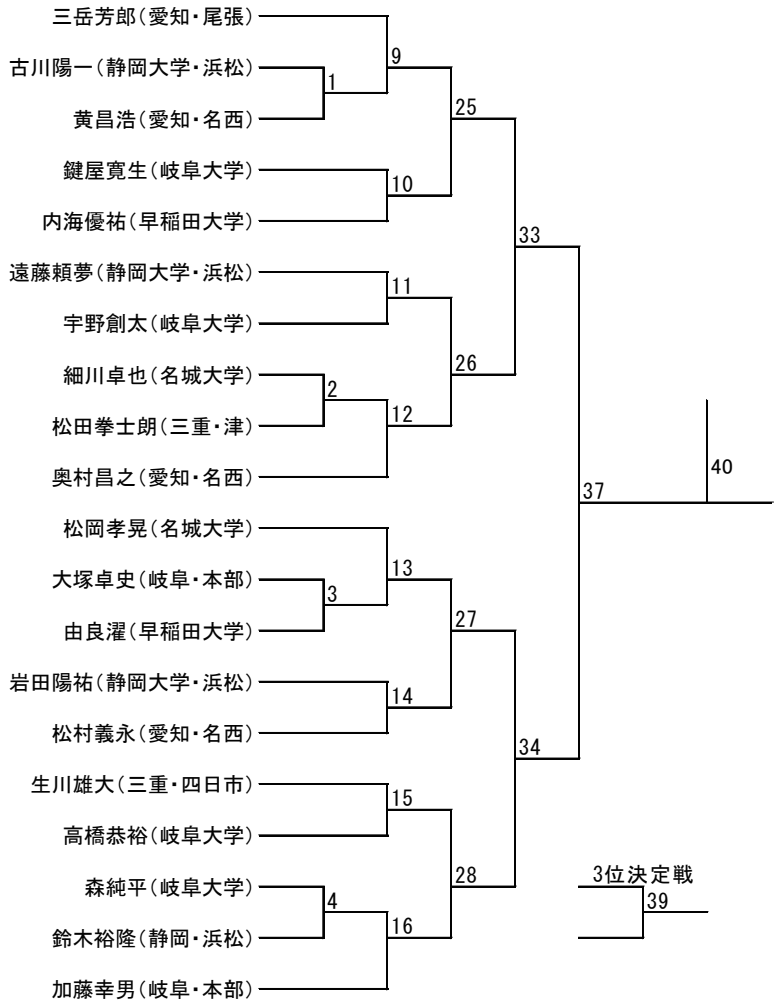 三岳芳郎(愛知・尾張)
9
古川陽一(静岡大学・浜松)
1
25
黄昌浩(愛知・名西)
鍵屋寛生(岐阜大学)
10
内海優祐(早稲田大学)
33
遠藤頼夢(静岡大学・浜松)
11
宇野創太(岐阜大学)
26
細川卓也(名城大学)
2
12
松田拳士朗(三重・津)
40
奥村昌之(愛知・名西)
37
松岡孝晃(名城大学)
13
大塚卓史(岐阜・本部)
3
27
由良濯(早稲田大学)
岩田陽祐(静岡大学・浜松)
14
松村義永(愛知・名西)
34
生川雄大(三重・四日市)
15
高橋恭裕(岐阜大学)
28
3位決定戦
森純平(岐阜大学)
4
39
16
鈴木裕隆(静岡・浜松)
加藤幸男(岐阜・本部)